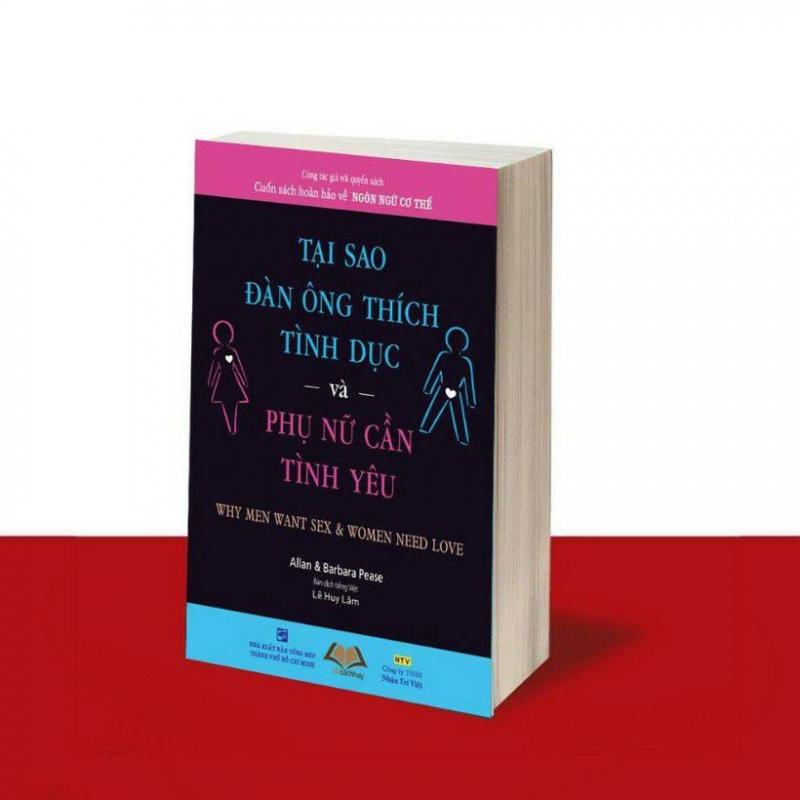 Cùng tác giả với quyển sách
Cuốn sách hoàn hảo về NGÔN NGỮ CƠ THỂ
TẠI SAO
ĐÀN ÔNG THÍCH
TÌNH DỤC
– và –
PHỤ NỮ CẦN
TÌNH YÊU
WHY MEN WANT SEX & WOMEN NEED LOVE
Allan & Barbara Pease
Bản dịch tiếng Việt
Lê Huy Lâm
NHÀ XUẤT BẢN TỔNG HỢP
THÀNH PHỐ HỒ CHÍ MINH
sachhay
NTV
Công ty TNHH
Nhân Trí Việt